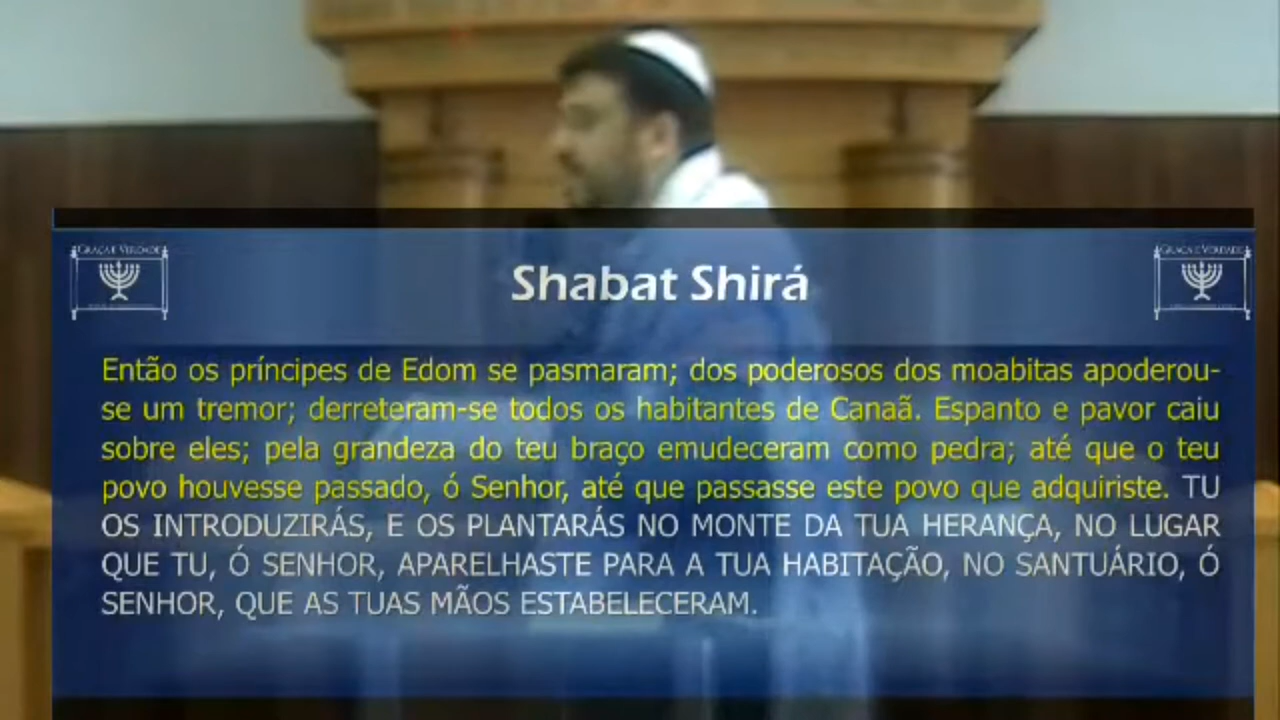 GRAÇA E VERDADE
GRAÇA E VERDADE
Shabat Shirá
Então os príncipes de Edom se pasmaram; dos poderosos dos moabitas apoderou-
se um tremor; derreteram-se todos os habitantes de Canaã. Espanto e pavor caiu
sobre eles; pela grandeza do teu braço emudeceram como pedra; até que o teu
povo houvesse passado, ó Senhor, até que passasse este povo que adquiriste. TU
OS INTRODUZIRÁS, E OS PLANTARÁS NO MONTE DA TUA HERANÇA, NO LUGAR
QUE TU, Ó SENHOR, APARELHASTE PARA A TUA HABITAÇÃO, NO SANTUÁRIO, Ó
SENHOR, QUE AS TUAS MÃOS ESTABELECERAM.